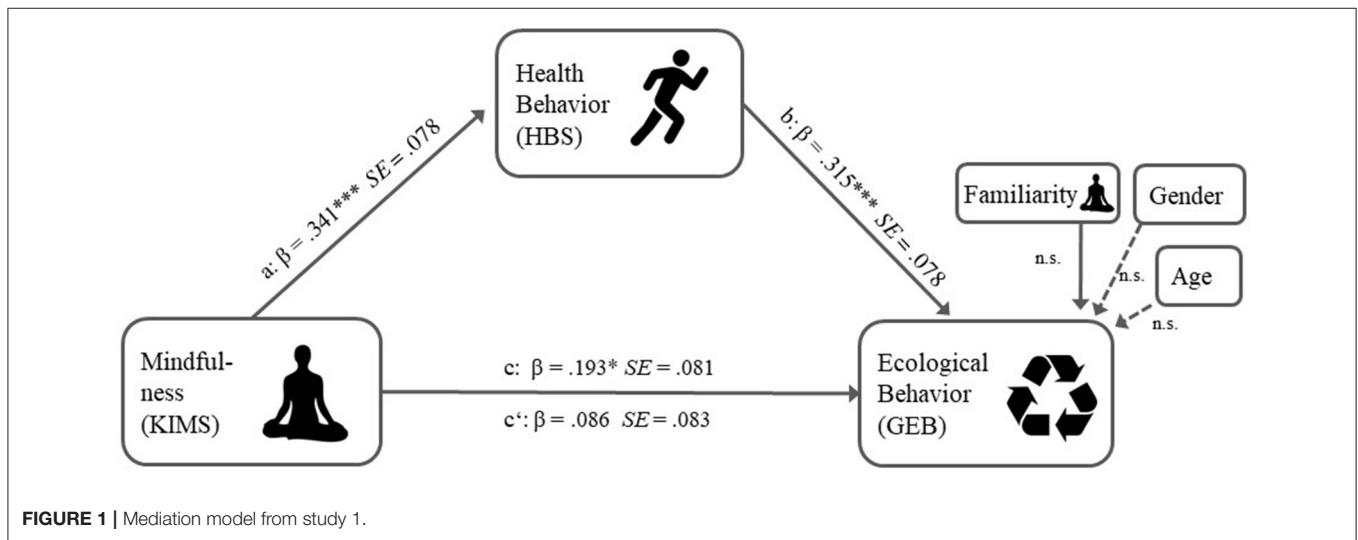 Health
Behavior
(HBS)
a: β = .341*** SE = .078
b: β = .315*** SE = .078
Familiarity
Gender
n.s.
n.s.
Age
n.s.
Mindful-
ness
(KIMS)
c: β = .193* SE = .081
c‘: β = .086 SE = .083
Ecological
Behavior
(GEB)
FIGURE 1 | Mediation model from study 1.